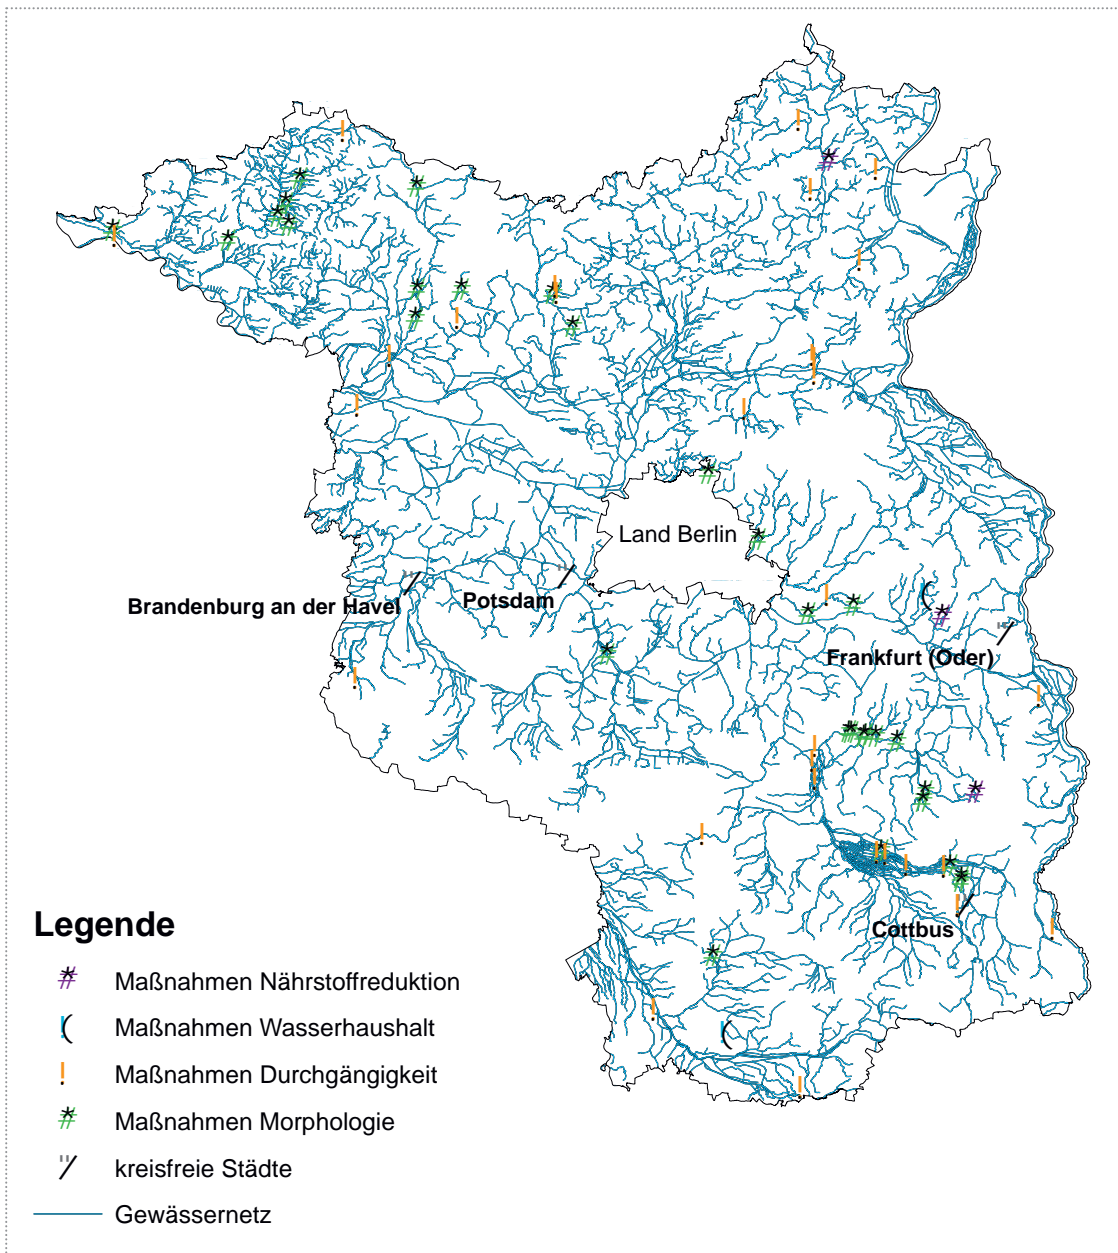 Land Berlin
Brandenburg an der Havel
Potsdam
Frankfurt (Oder)
Cottbus
Legende
Maßnahmen Nährstoffreduktion
Maßnahmen Wasserhaushalt
Maßnahmen Durchgängigkeit
Maßnahmen Morphologie
kreisfreie Städte
Gewässernetz